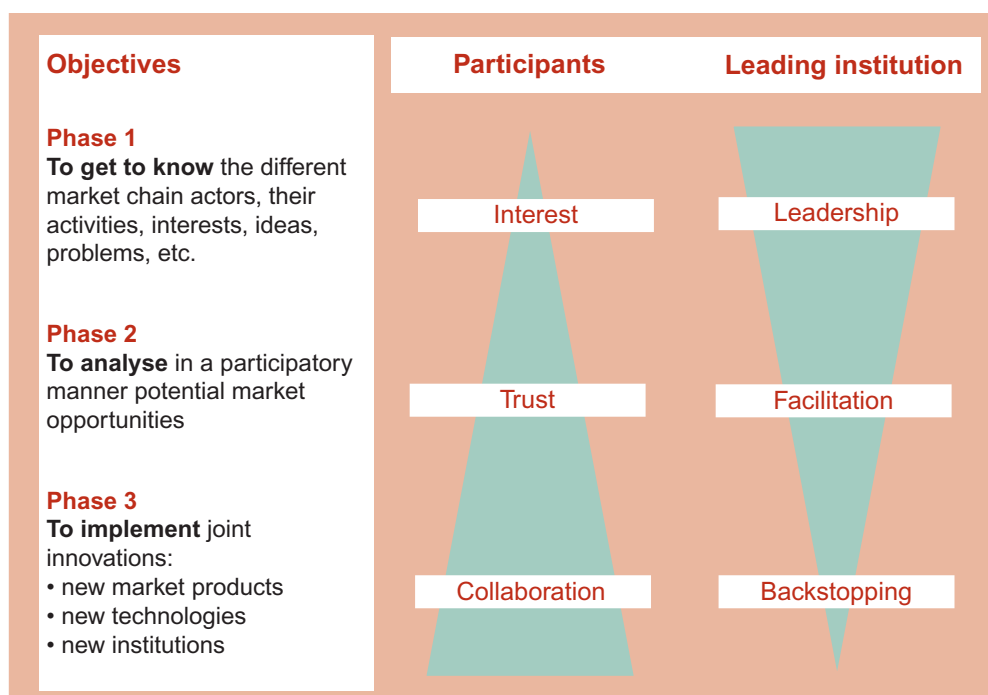 Objectives
Participants
Leading institution
Phase 1
To get to know the different
market chain actors, their
activities, interests, ideas,
problems, etc.
Interest
Leadership
Phase 2
To analyse in a participatory
manner potential market
opportunities
Trust
Facilitation
Phase 3
To implement joint
innovations:
• new market products
• new technologies
• new institutions
Collaboration
Backstopping